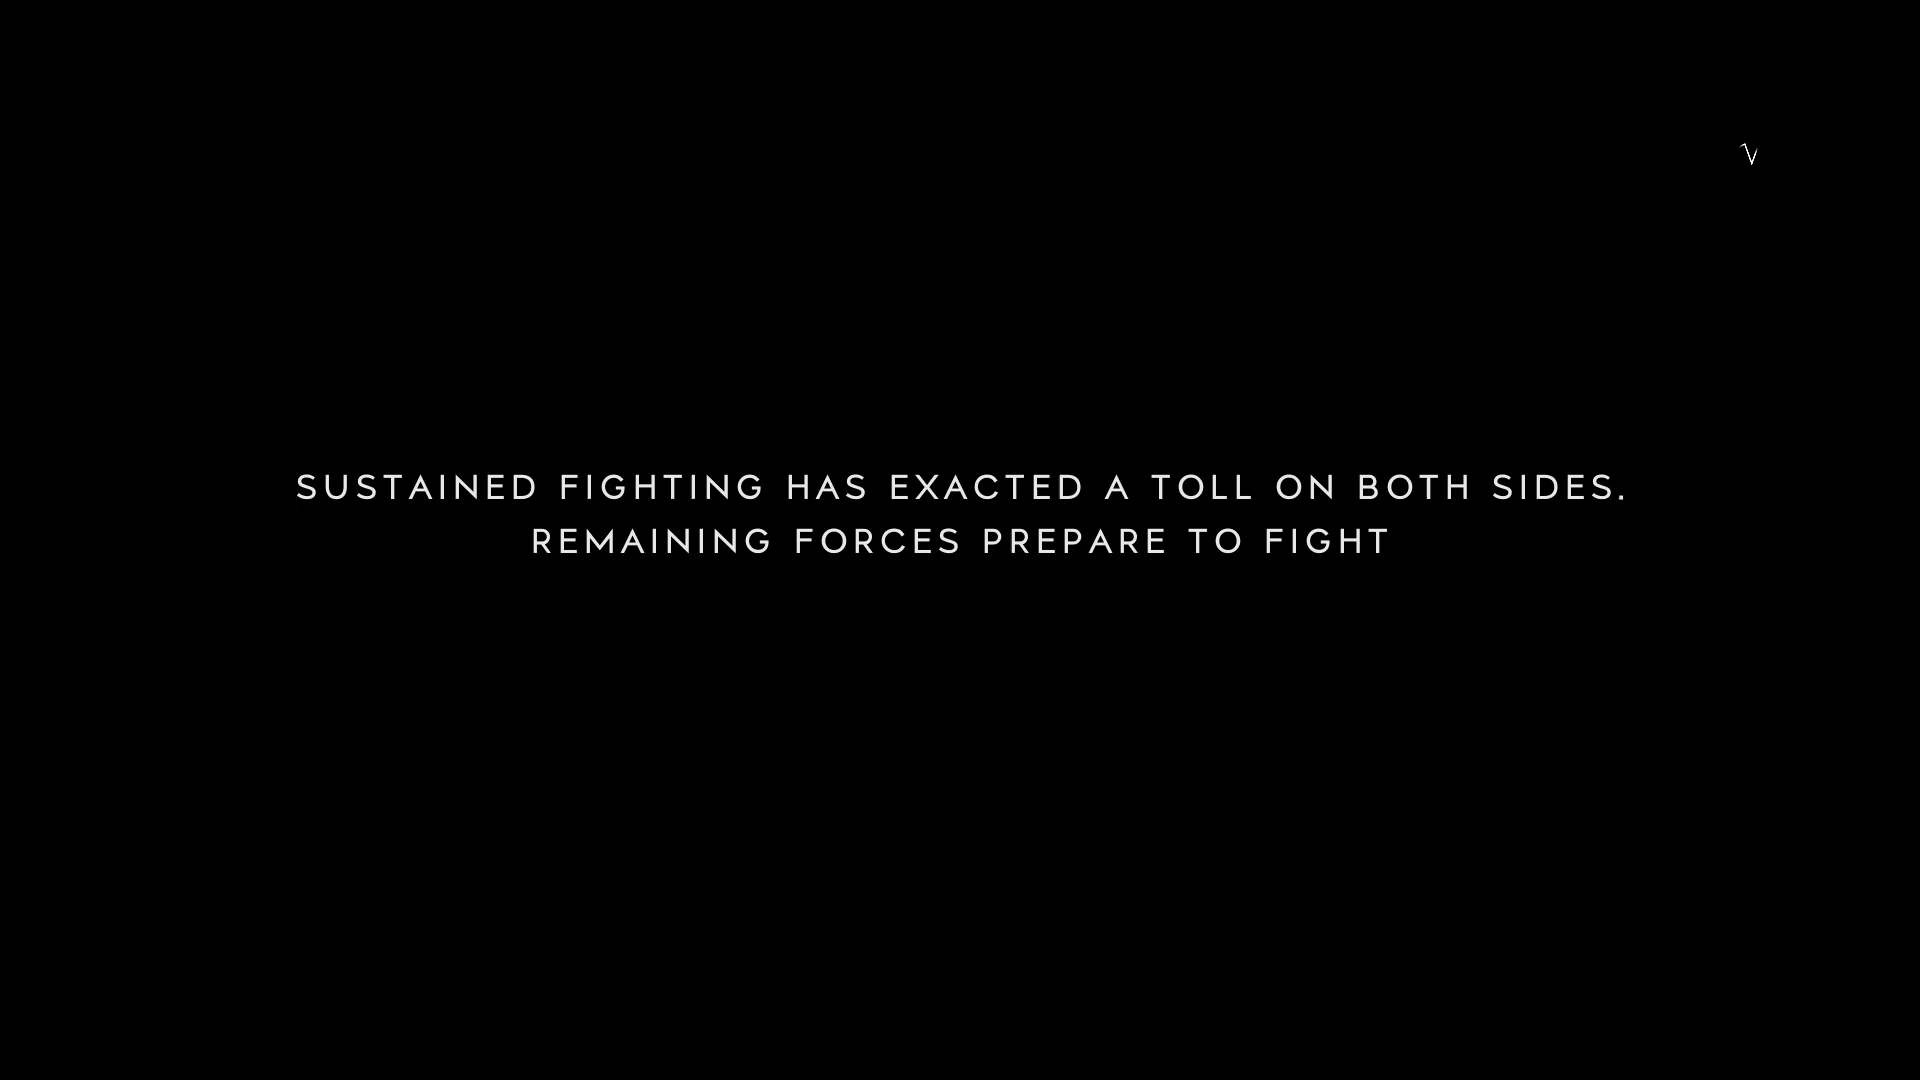 SUSTAINED FIGHTING HAS EXACTED A TOLL ON BOTH SIDES.
REMAINING FORCES PREPARE TO FIGHT